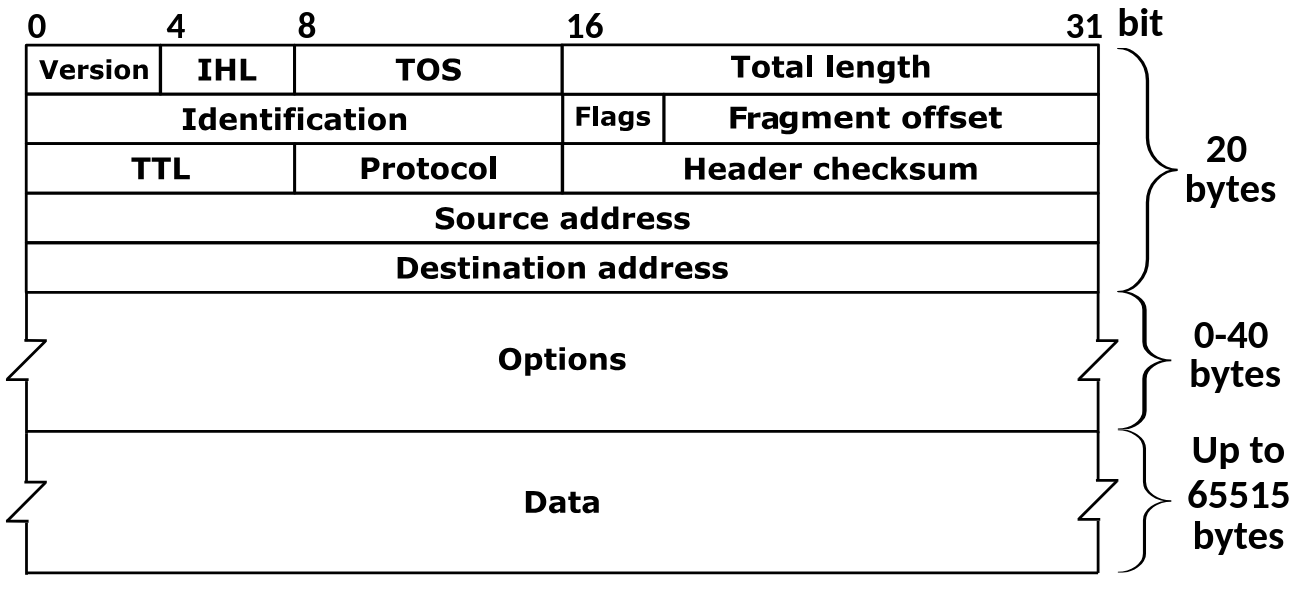 0 4 8 16 31 bit
Version IHL TOS Total length
Identification Flags Fragment offset
TTL Protocol Header checksum
Source address
Destination address
20
bytes
Options
0-40
bytes
Data
Up to
65515
bytes